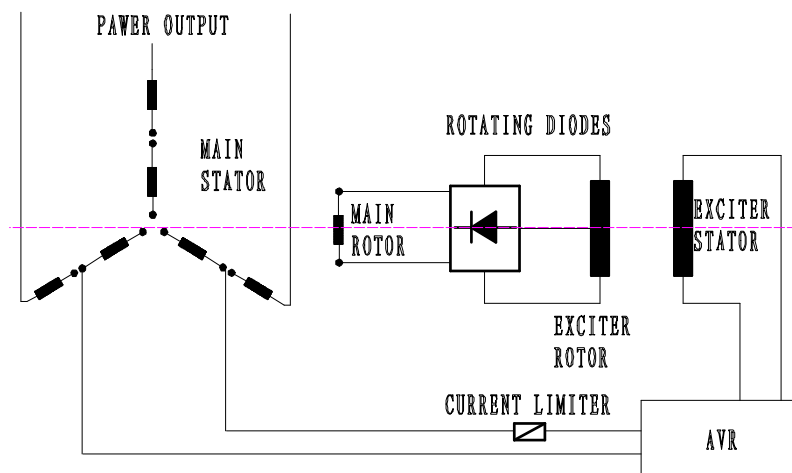 PAWER OUTPUT
MAIN
STATOR
ROTATING DIODES
MAIN
ROTOR
EXCITER
STATOR
EXCITER
ROTOR
CURRENT LIMITER
AVR